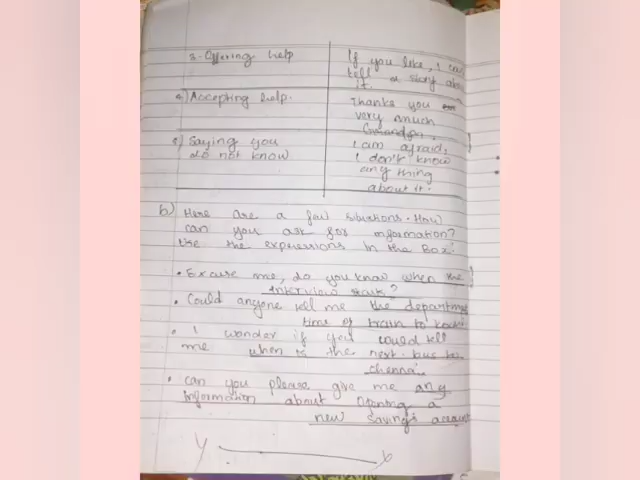 3- Offering help
If you like, I can
tell a story about
it.
4) Accepting help.
Thanks you
very much
Grandpa.
5) Saying you
do not know
I am afraid,
I don't know
any thing
about it.
b) Here are a few situations. How
can you ask for information?
Use the expressions in the Box:
• Excuse me, do you know when the
interview starts?
• Could anyone tell me the
time of train to
• I wonder if you could tell
me when is the next bus
chennai
• can you please give me any
information about opening a
new savings account